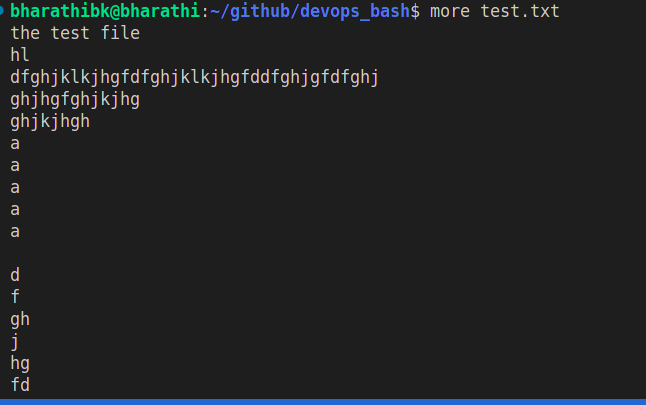 bharathibk@bharathi:~/github/devops_bash$ more test.txt
the test file
hl
dfghjklkjhgfdfghjklkjhgfddfghjgfdfghj
ghjhgfghjkjhg
ghjkjhgh
a
a
a
a
a

d
f
gh
j
hg
fd